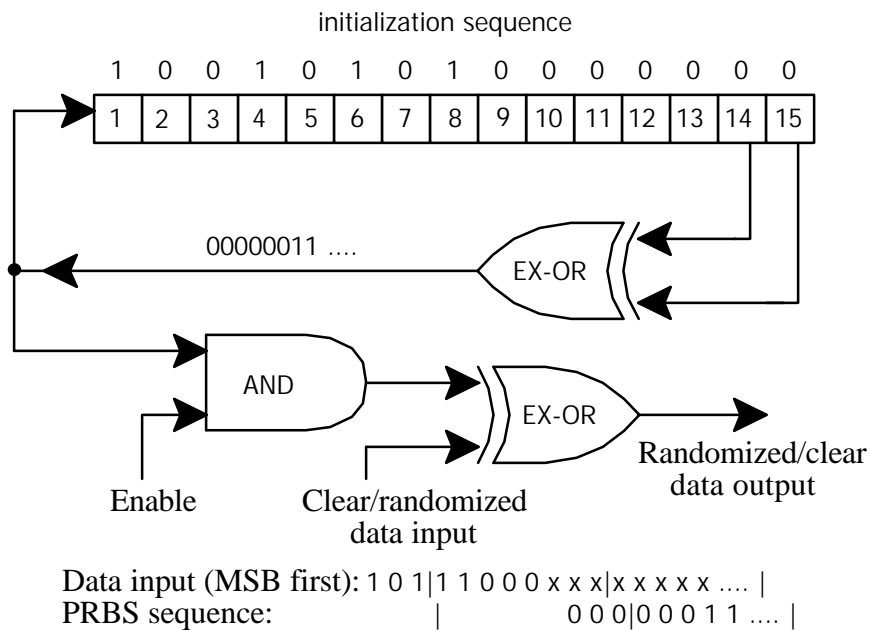 initialization sequence
1 0 0 1 0 1 0 1 0 0 0 0 0 0 0
1 2 3 4 5 6 7 8 9 10 11 12 13 14 15
00000011 ....
EX-OR
AND
EX-OR
Enable
Clear/randomized
data input
Randomized/clear
data output
Data input (MSB first): 1 0 1|1 1 0 0 0 x x x|x x x x x .... |
PRBS sequence: | 0 0 0|0 0 0 1 1 .... |